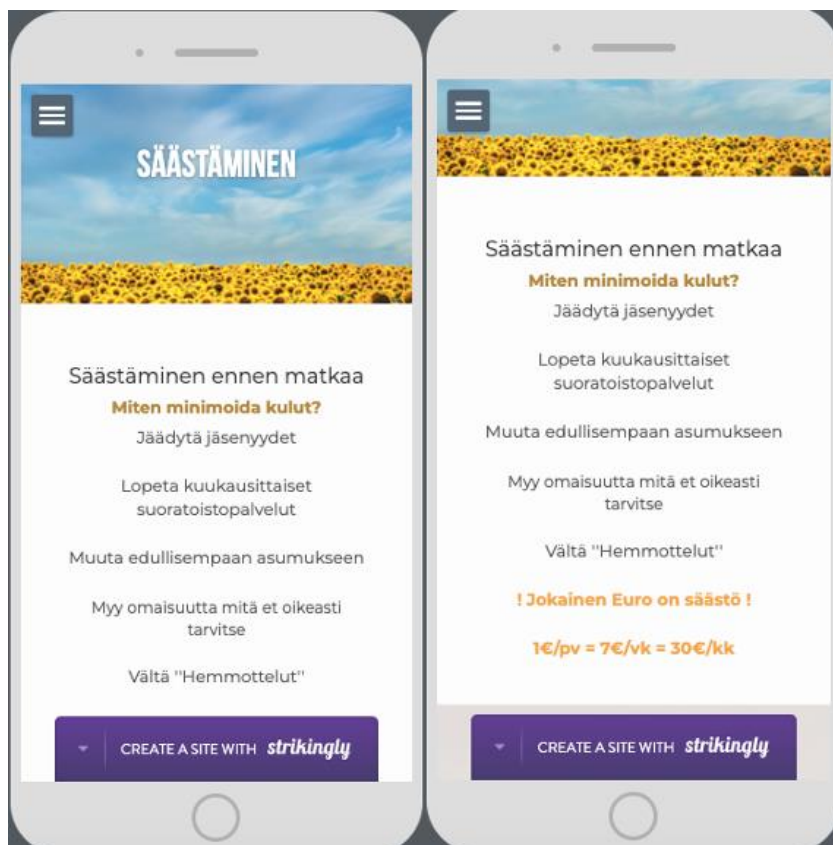 SÄÄSTÄMINEN
Säästäminen ennen matkaa
Miten minimoida kulut?
Jäädytä jäsenyydet
Lopeta kuukausittaiset
suoratoistopalvelut
Muuta edullisempaan asumukseen
Myy omaisuutta mitä et oikeasti
tarvitse
Vältä ''Hemmottelut''
CREATE A SITE WITH strikingly
Säästäminen ennen matkaa
Miten minimoida kulut?
Jäädytä jäsenyydet
Lopeta kuukausittaiset
suoratoistopalvelut
Muuta edullisempaan asumukseen
Myy omaisuutta mitä et oikeasti
tarvitse
Vältä ''Hemmottelut''
! Jokainen Euro on säästö !
1€/pv = 7€/vk = 30€/kk
CREATE A SITE WITH strikingly